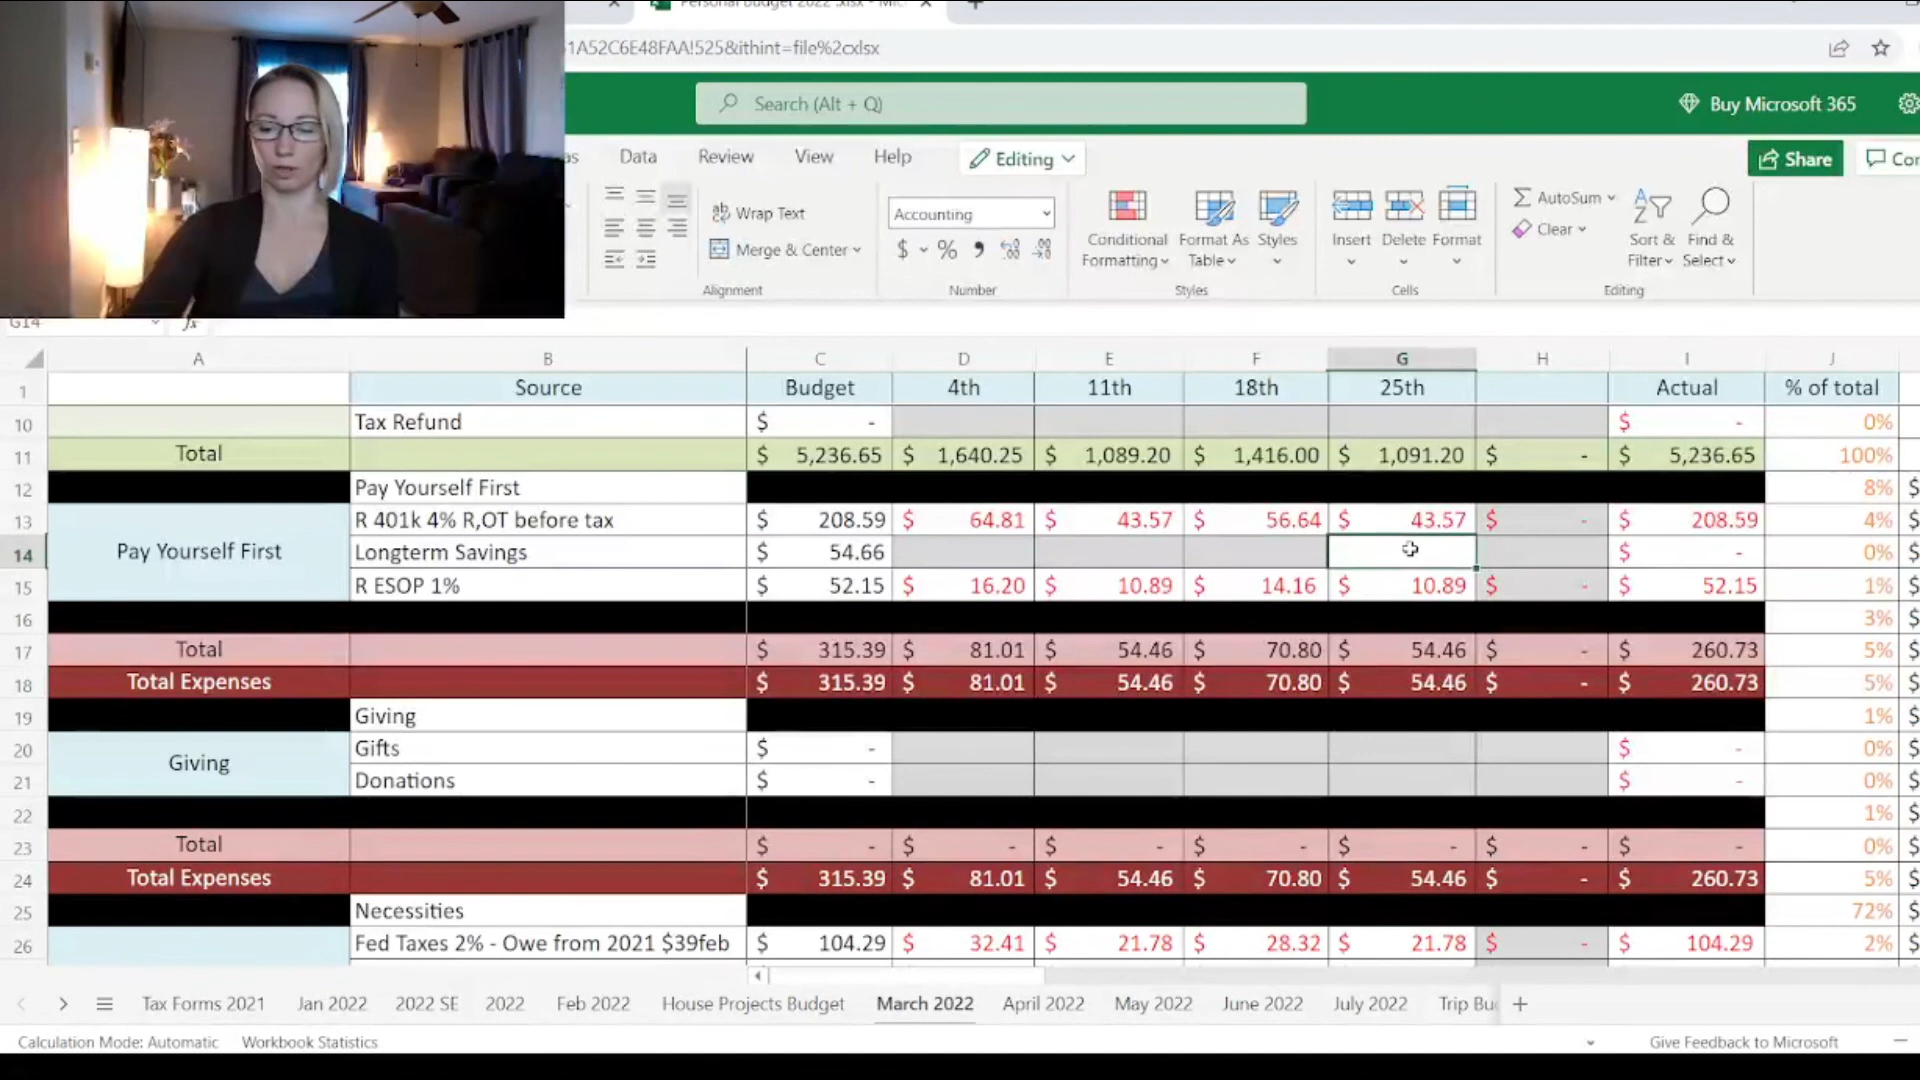 Personal Budget 2022 .xlsx - Mic
51A52C6E48FAA!525&ithint=file%2cxlsx
Search (Alt + Q)
Buy Microsoft 365
as Data Review View Help Editing
Share
Wrap Text
Merge & Center
Alignment
Accounting
$ % 9
Number
Conditional Formatting
Format As Table
Styles
Styles
Insert Delete Format
Cells
AutoSum
Clear
Sort & Filter
Find & Select
Editing
G14 fx
A B C D E F G H I J
1 Source Budget 4th 11th 18th 25th Actual % of total
10 Tax Refund $ - $ - 0%
11 Total $ 5,236.65 $ 1,640.25 $ 1,089.20 $ 1,416.00 $ 1,091.20 $ - $ 5,236.65 100%
12 Pay Yourself First 8% $
13 R 401k 4% R,OT before tax $ 208.59 $ 64.81 $ 43.57 $ 56.64 $ 43.57 $ - $ 208.59 4% $
14 Pay Yourself First Longterm Savings $ 54.66 $ - 0% $
15 R ESOP 1% $ 52.15 $ 16.20 $ 10.89 $ 14.16 $ 10.89 $ - $ 52.15 1% $
16 3% $
17 Total $ 315.39 $ 81.01 $ 54.46 $ 70.80 $ 54.46 $ - $ 260.73 5% $
18 Total Expenses $ 315.39 $ 81.01 $ 54.46 $ 70.80 $ 54.46 $ - $ 260.73 5% $
19 Giving 1% $
20 Gifts $ - $ - 0% $
Giving
21 Donations $ - $ - 0% $
22 1% $
23 Total $ - $ - $ - $ - $ - $ - $ - 0% $
24 Total Expenses $ 315.39 $ 81.01 $ 54.46 $ 70.80 $ 54.46 $ - $ 260.73 5% $
25 Necessities 72% $
26 Fed Taxes 2% - Owe from 2021 $39feb $ 104.29 $ 32.41 $ 21.78 $ 28.32 $ 21.78 $ - $ 104.29 2% $
Tax Forms 2021 Jan 2022 2022 SE 2022 Feb 2022 House Projects Budget March 2022 April 2022 May 2022 June 2022 July 2022 Trip Bu
Calculation Mode: Automatic Workbook Statistics Give Feedback to Microsoft